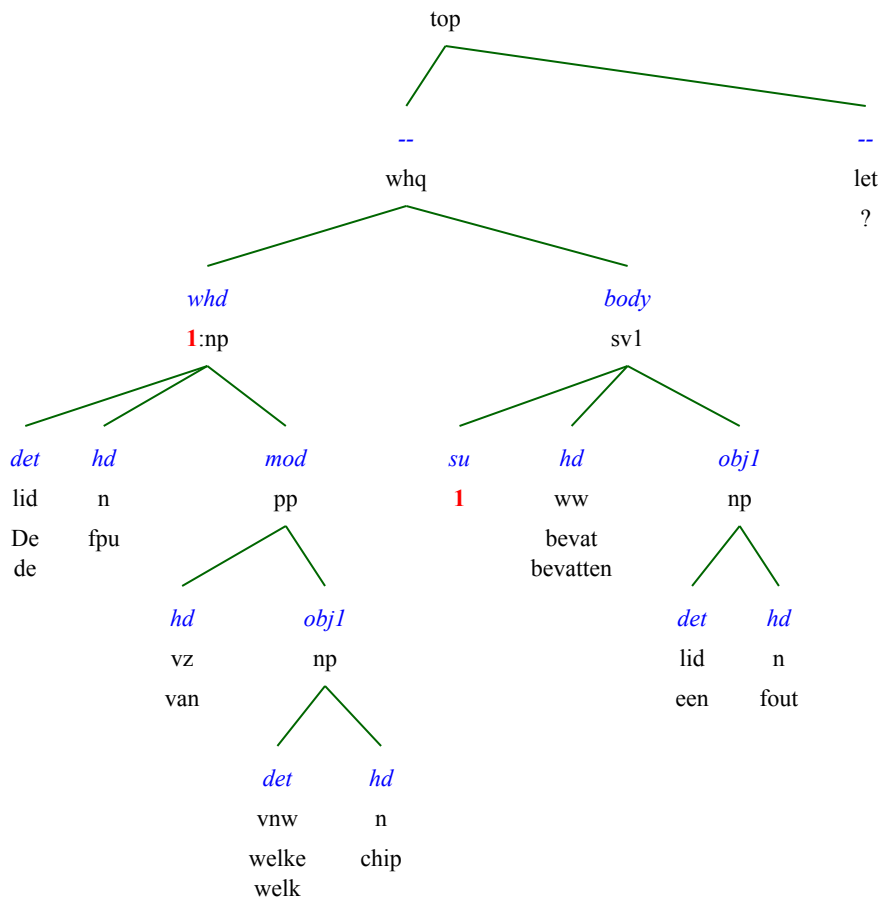 top
-- --
whq let
?
whd body
1:np sv1
det hd mod su hd obj1
lid n pp 1 ww np
De fpu bevat
de bevatten
hd obj1 det hd
vz np lid n
van een fout
det hd
vnw n
welke chip
welk